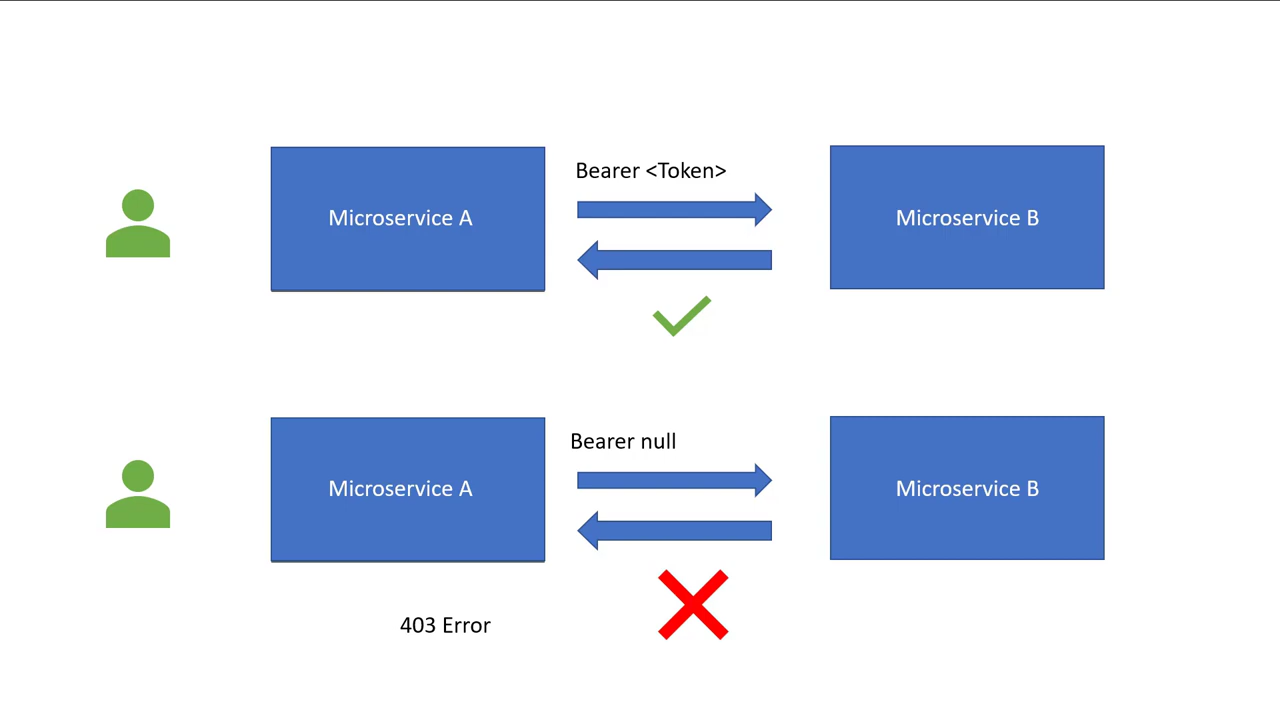 Bearer <Token>
Microservice A
Microservice B
Bearer null
Microservice A
Microservice B
403 Error